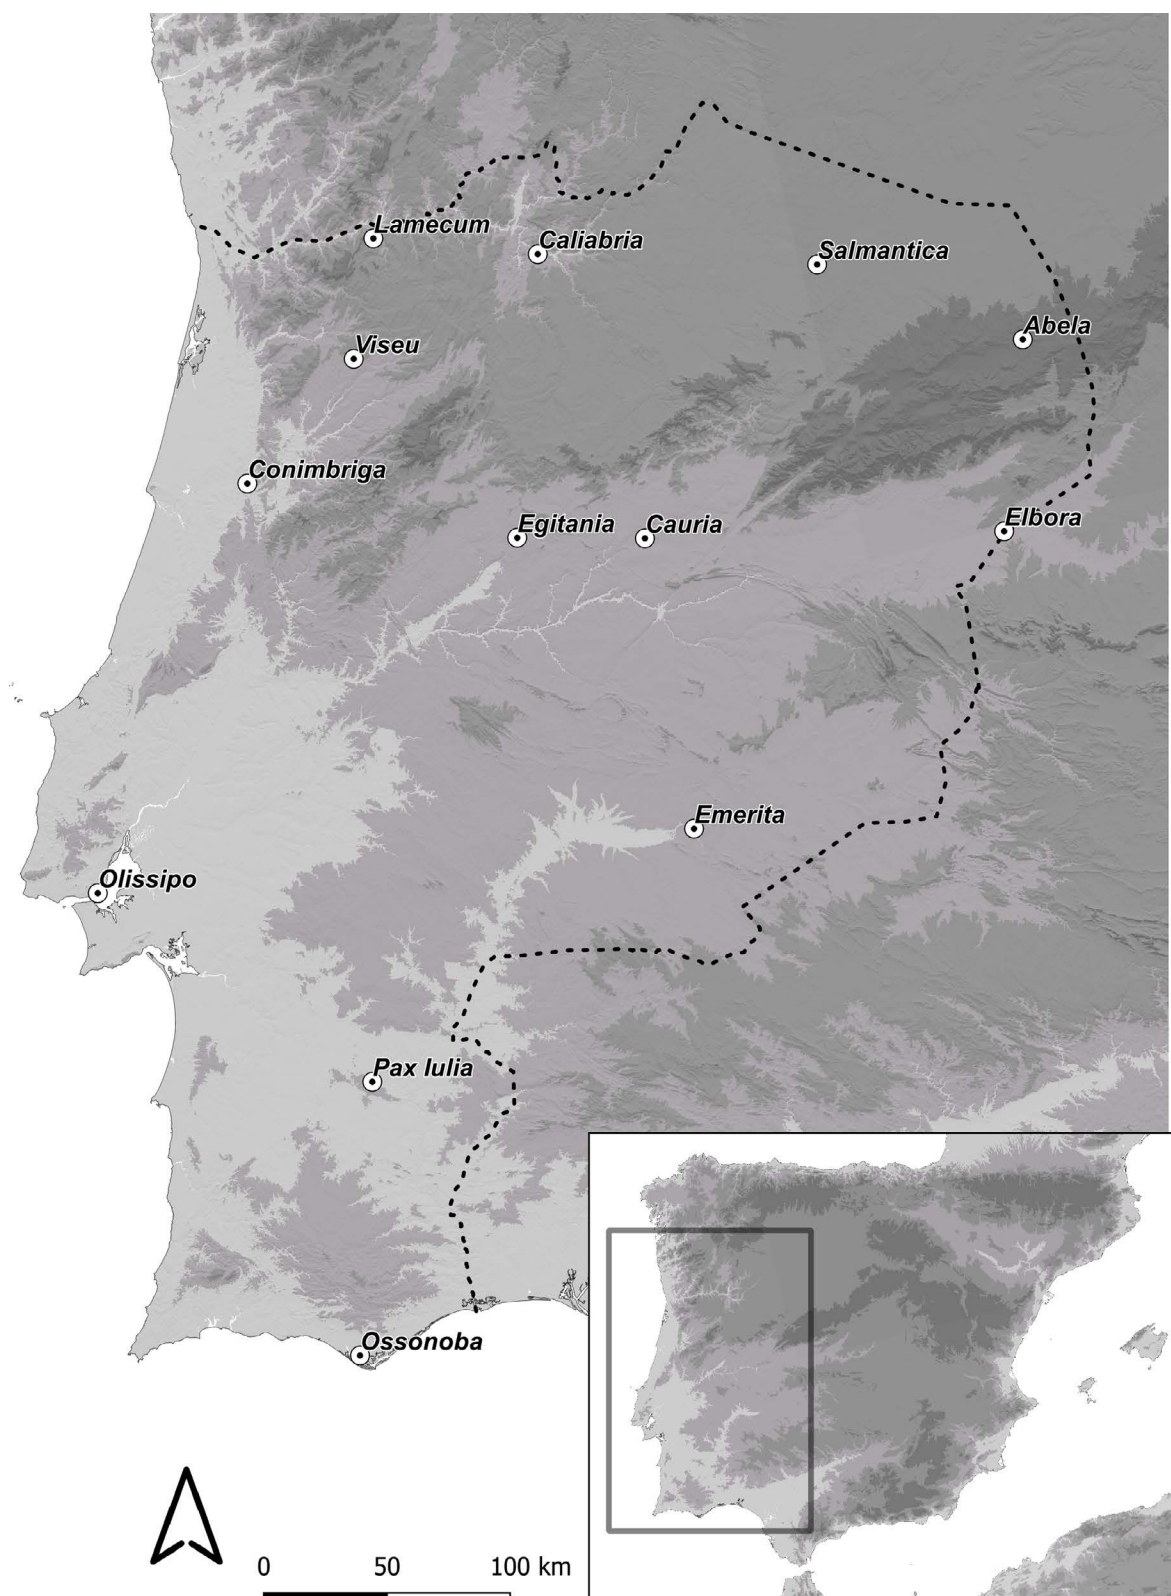 Lamecum
Caliabria
Salmantica
Abela
Viseu
Conimbriga
Egitania
Cauria
Elbora
Emerita
Olissipo
Pax Iulia
Ossonoba
0 50 100 km